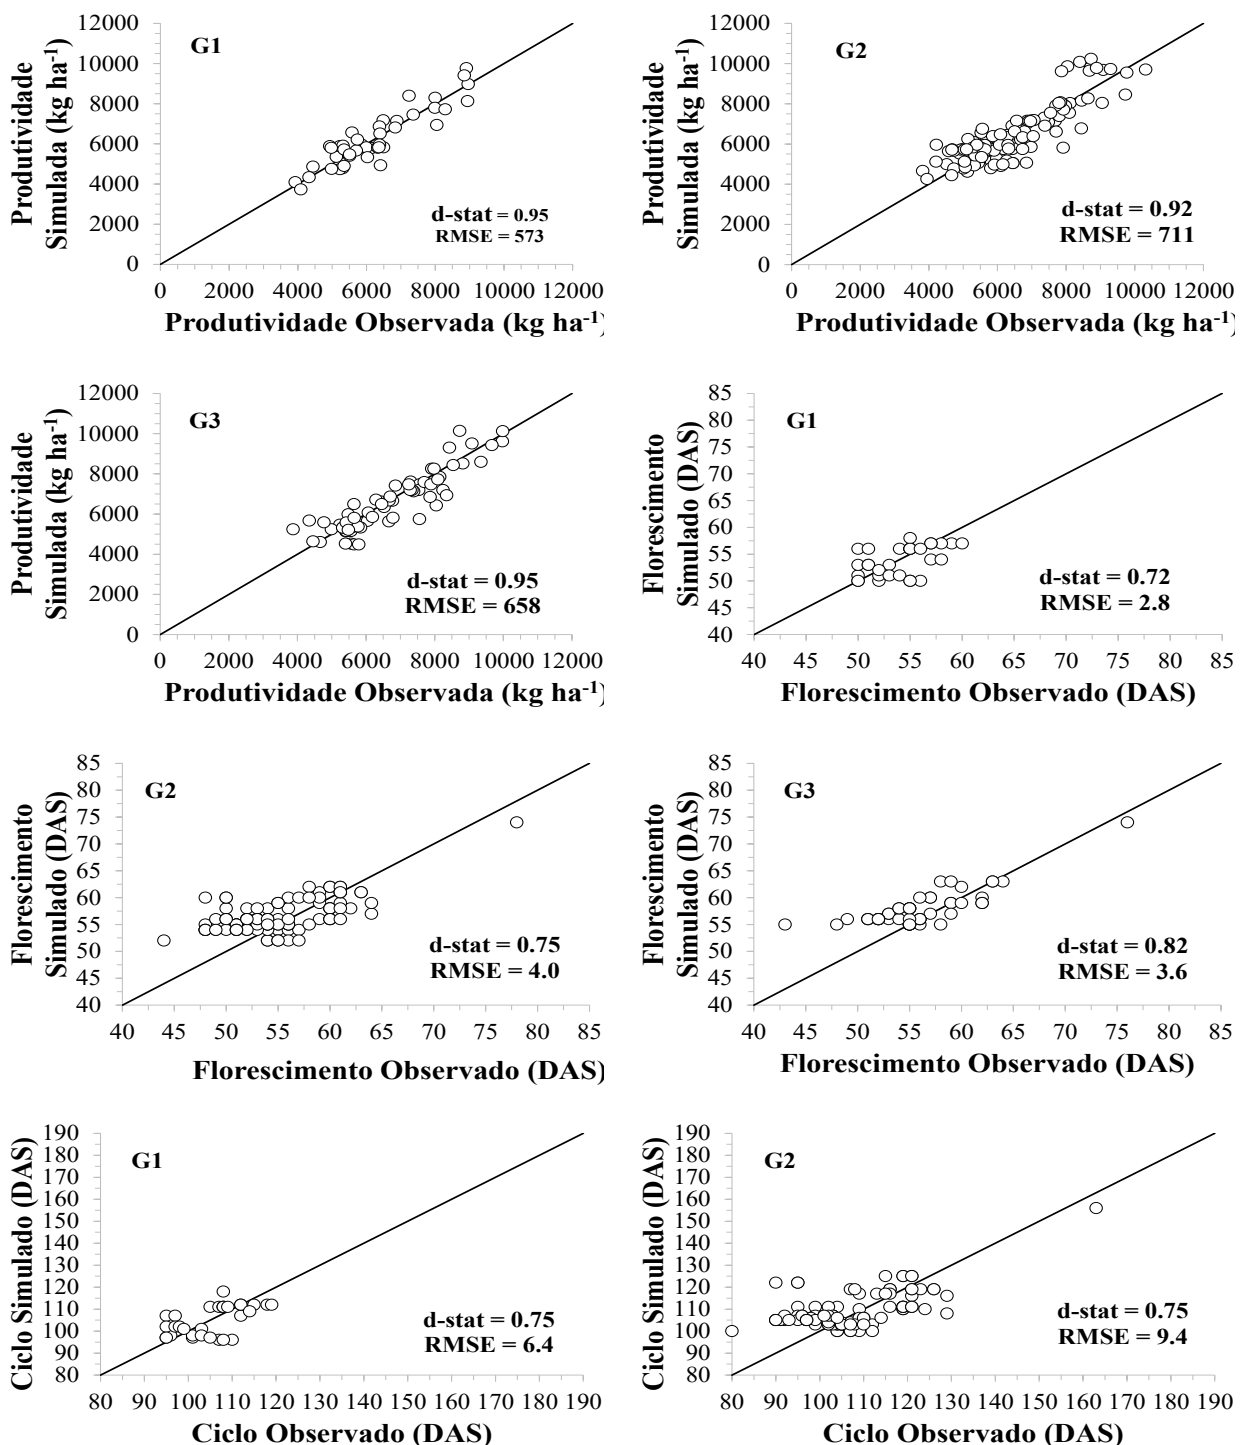 G1
Produtividade
Simulada (kg ha-1)
12000
10000
8000
6000
4000
2000
0
d-stat = 0.95
RMSE = 573
0 2000 4000 6000 8000 10000 12000
Produtividade Observada (kg ha-1)
G2
Produtividade
Simulada (kg ha-1)
12000
10000
8000
6000
4000
2000
0
d-stat = 0.92
RMSE = 711
0 2000 4000 6000 8000 10000 12000
Produtividade Observada (kg ha-1)
G3
Produtividade
Simulada (kg ha-1)
12000
10000
8000
6000
4000
2000
0
d-stat = 0.95
RMSE = 658
0 2000 4000 6000 8000 10000 12000
Produtividade Observada (kg ha-1)
G1
Florescimento
Simulado (DAS)
85
80
75
70
65
60
55
50
45
40
d-stat = 0.72
RMSE = 2.8
40 45 50 55 60 65 70 75 80 85
Florescimento Observado (DAS)
G2
Florescimento
Simulado (DAS)
85
80
75
70
65
60
55
50
45
40
d-stat = 0.75
RMSE = 4.0
40 45 50 55 60 65 70 75 80 85
Florescimento Observado (DAS)
G3
Florescimento
Simulado (DAS)
85
80
75
70
65
60
55
50
45
40
d-stat = 0.82
RMSE = 3.6
40 45 50 55 60 65 70 75 80 85
Florescimento Observado (DAS)
G1
Ciclo Simulado (DAS)
190
180
170
160
150
140
130
120
110
100
90
80
d-stat = 0.75
RMSE = 6.4
80 90 100 110 120 130 140 150 160 170 180 190
Ciclo Observado (DAS)
G2
Ciclo Simulado (DAS)
190
180
170
160
150
140
130
120
110
100
90
80
d-stat = 0.75
RMSE = 9.4
80 90 100 110 120 130 140 150 160 170 180 190
Ciclo Observado (DAS)